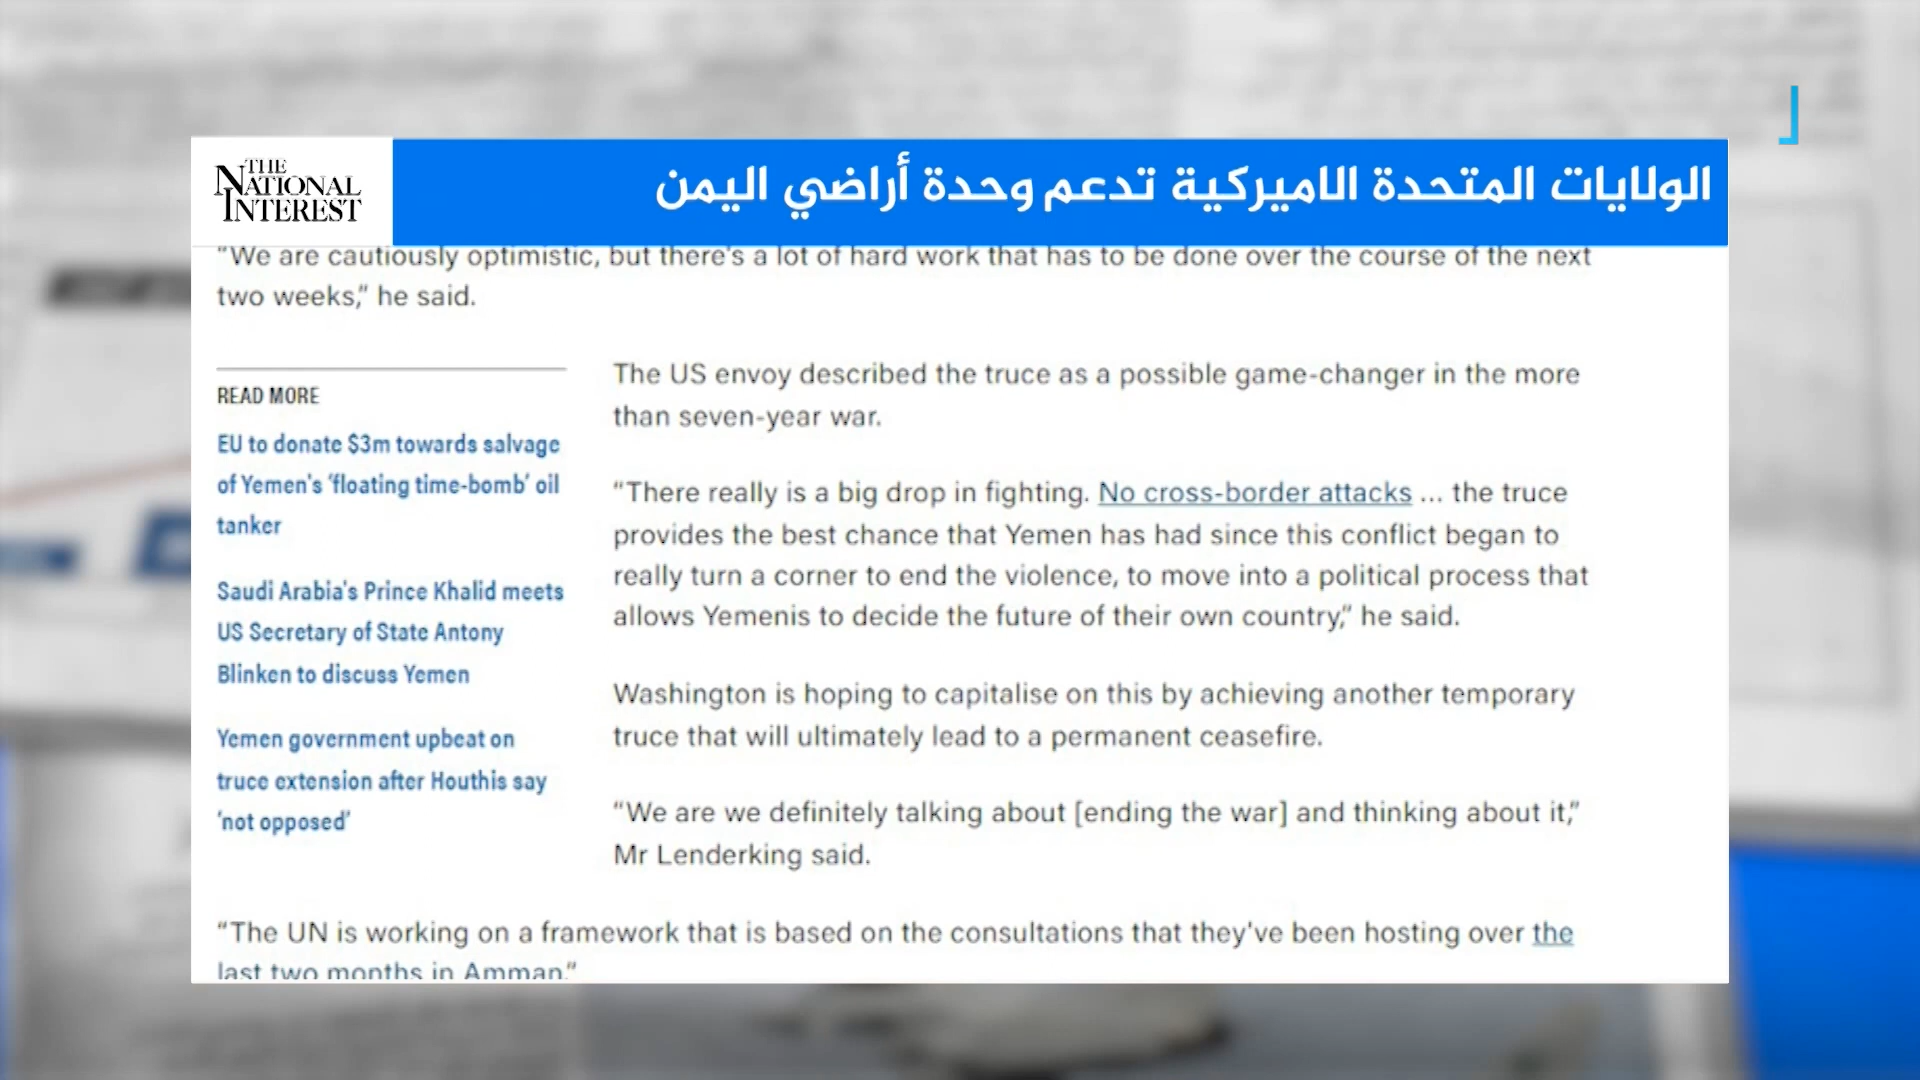 THE
NATIONAL
INTEREST
الولايات المتحدة الاميركية تدعم وحدة أراضي اليمن
"We are cautiously optimistic, but there's a lot of hard work that has to be done over the course of the next
two weeks," he said.
READ MORE
EU to donate $3m towards salvage
of Yemen's 'floating time-bomb' oil
tanker
Saudi Arabia's Prince Khalid meets
US Secretary of State Antony
Blinken to discuss Yemen
Yemen government upbeat on
truce extension after Houthis say
'not opposed'
The US envoy described the truce as a possible game-changer in the more
than seven-year war.
"There really is a big drop in fighting. No cross-border attacks ... the truce
provides the best chance that Yemen has had since this conflict began to
really turn a corner to end the violence, to move into a political process that
allows Yemenis to decide the future of their own country," he said.
Washington is hoping to capitalise on this by achieving another temporary
truce that will ultimately lead to a permanent ceasefire.
"We are we definitely talking about [ending the war] and thinking about it,"
Mr Lenderking said.
"The UN is working on a framework that is based on the consultations that they've been hosting over the
last two months in Amman."